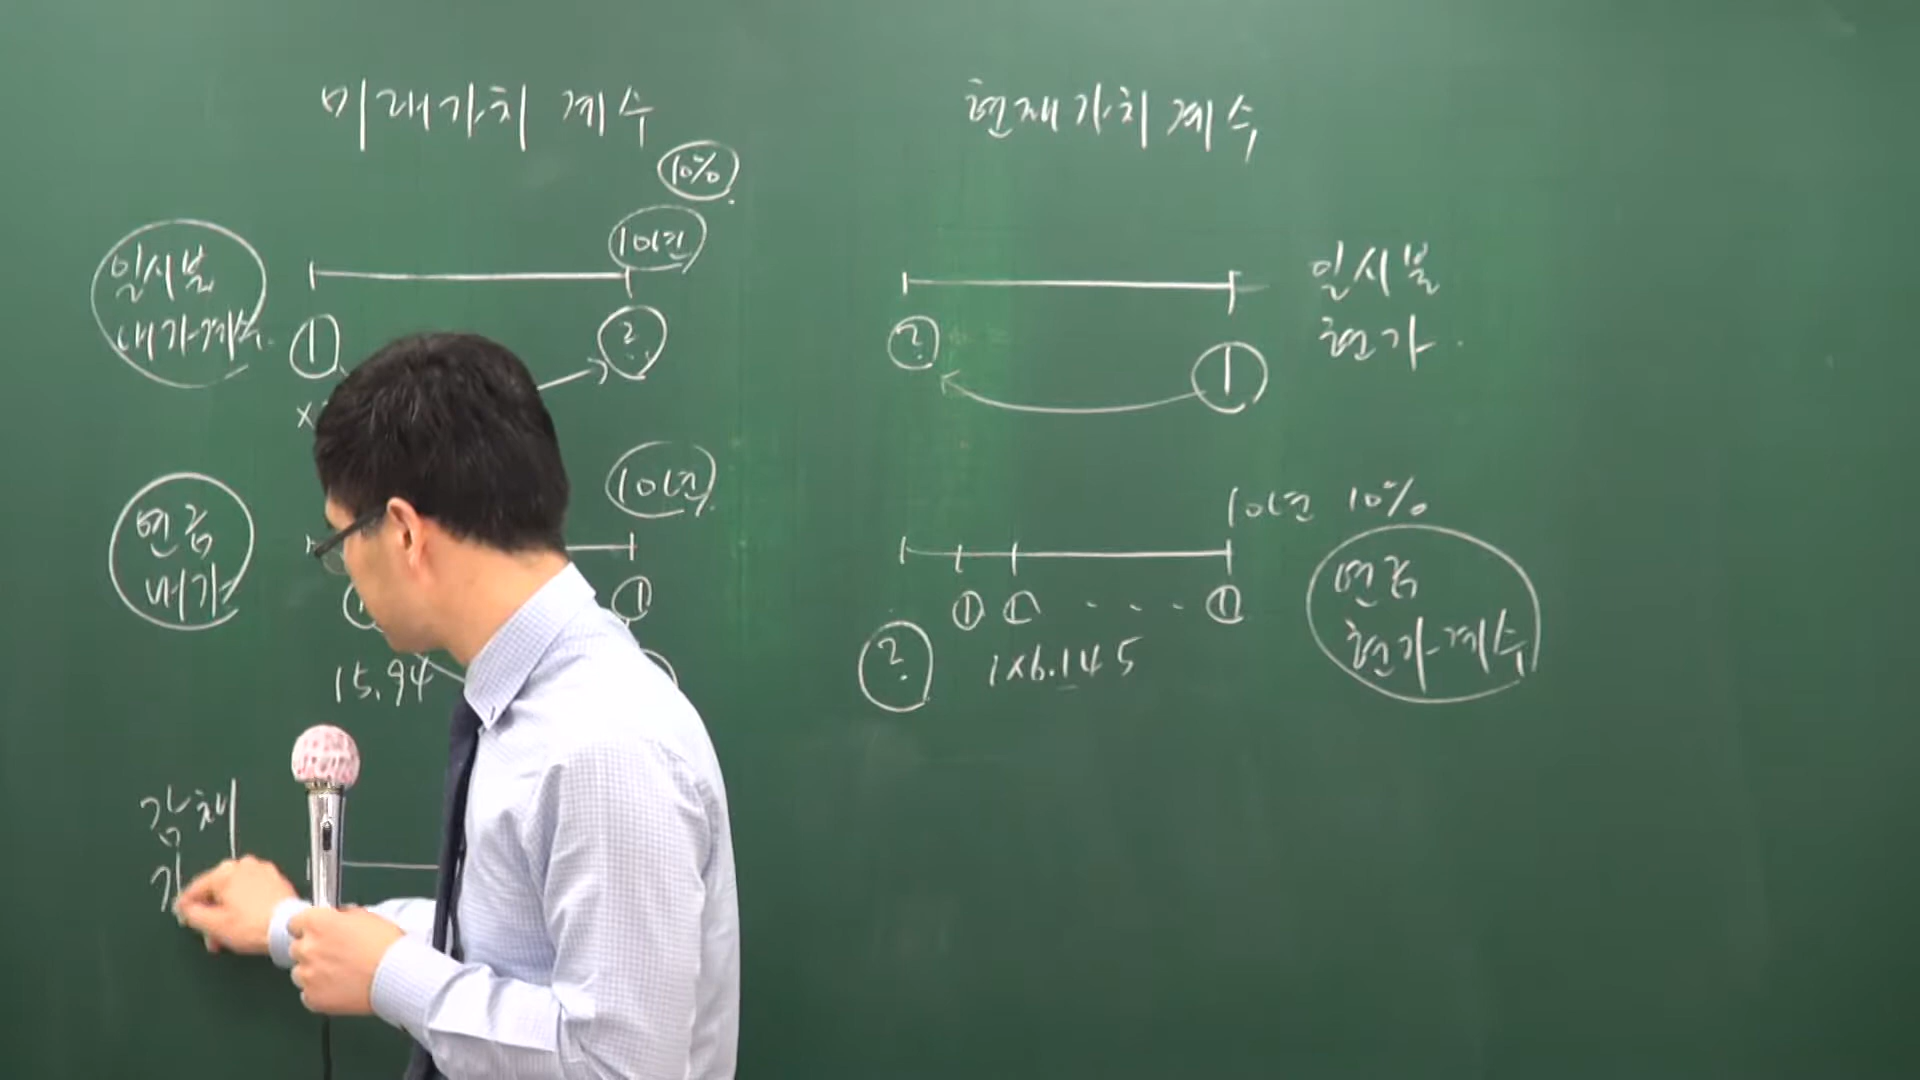 미래가치 계수
10%
10년
일시불
내가계수.
1
?
×
10년
연금
내가
1
1
15.94
감채
기
현재가치 계수
일시불
현가.
?
1
10년 10%
연금
현가계수
① ① · · · ①
?
1×6.145